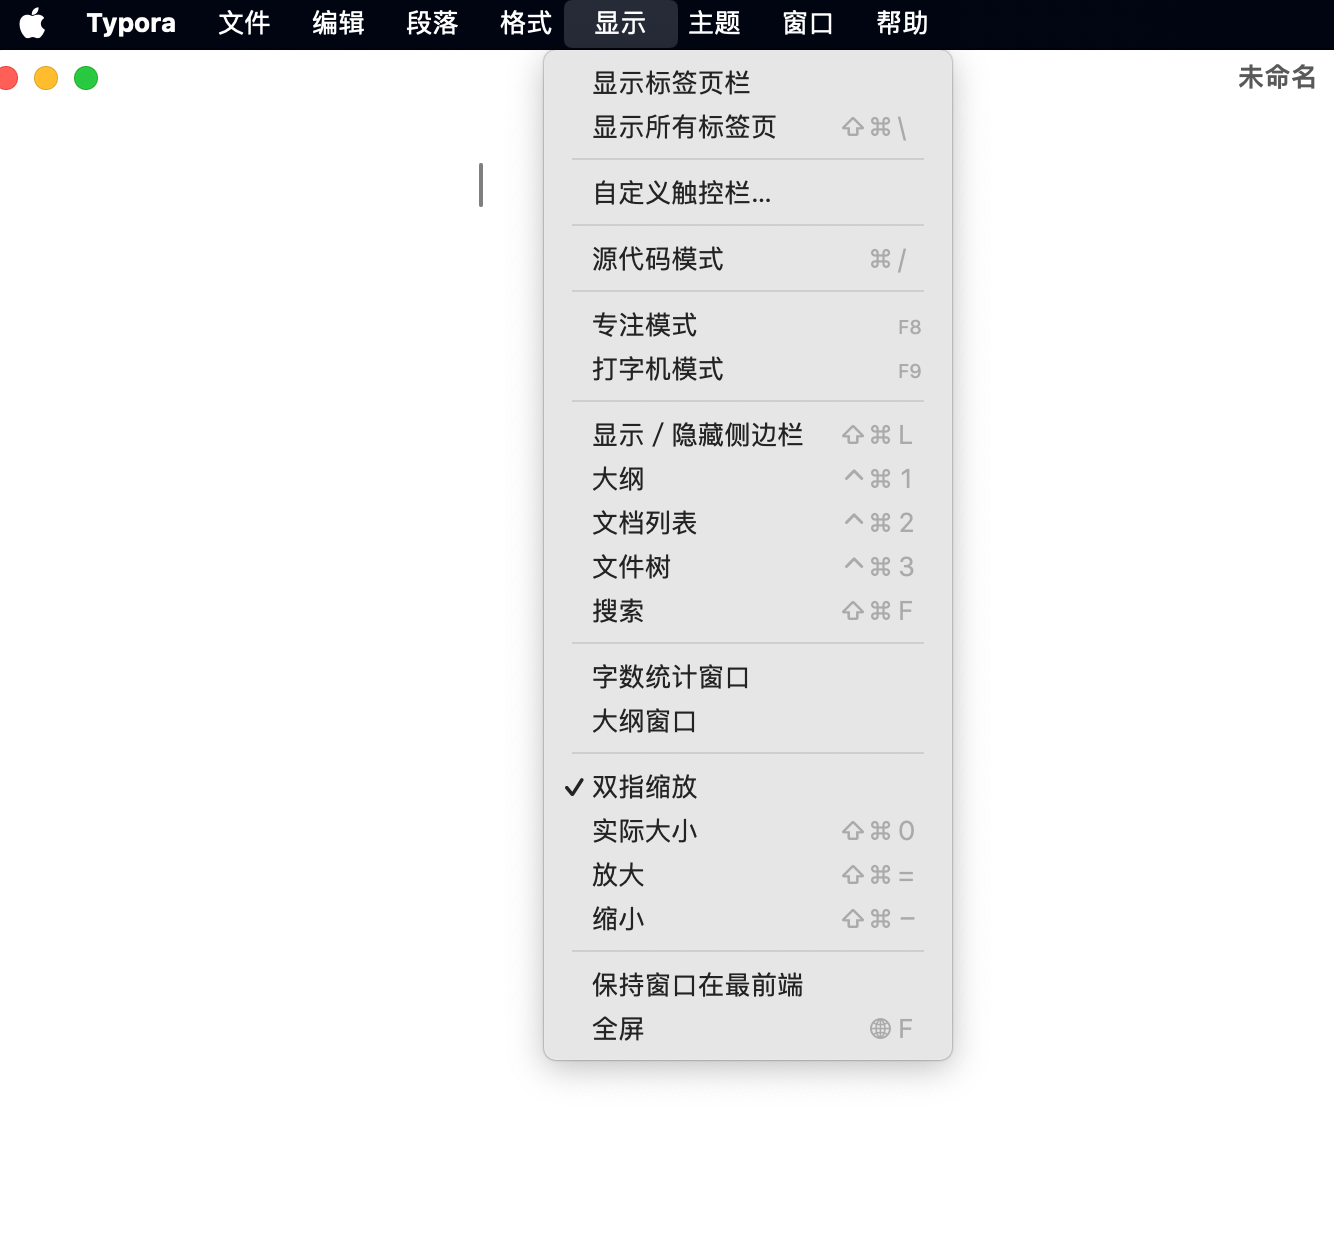 Typora 文件 编辑 段落 格式 显示 主题 窗口 帮助
未命名
显示标签页栏
显示所有标签页 ⇧⌘\
自定义触控栏...
源代码模式 ⌘/
专注模式 F8
打字机模式 F9
显示 / 隐藏侧边栏 ⇧⌘L
大纲 ^⌘1
文档列表 ^⌘2
文件树 ^⌘3
搜索 ⇧⌘F
字数统计窗口
大纲窗口
✓ 双指缩放
实际大小 ⇧⌘0
放大 ⇧⌘=
缩小 ⇧⌘−
保持窗口在最前端
全屏 🌐F